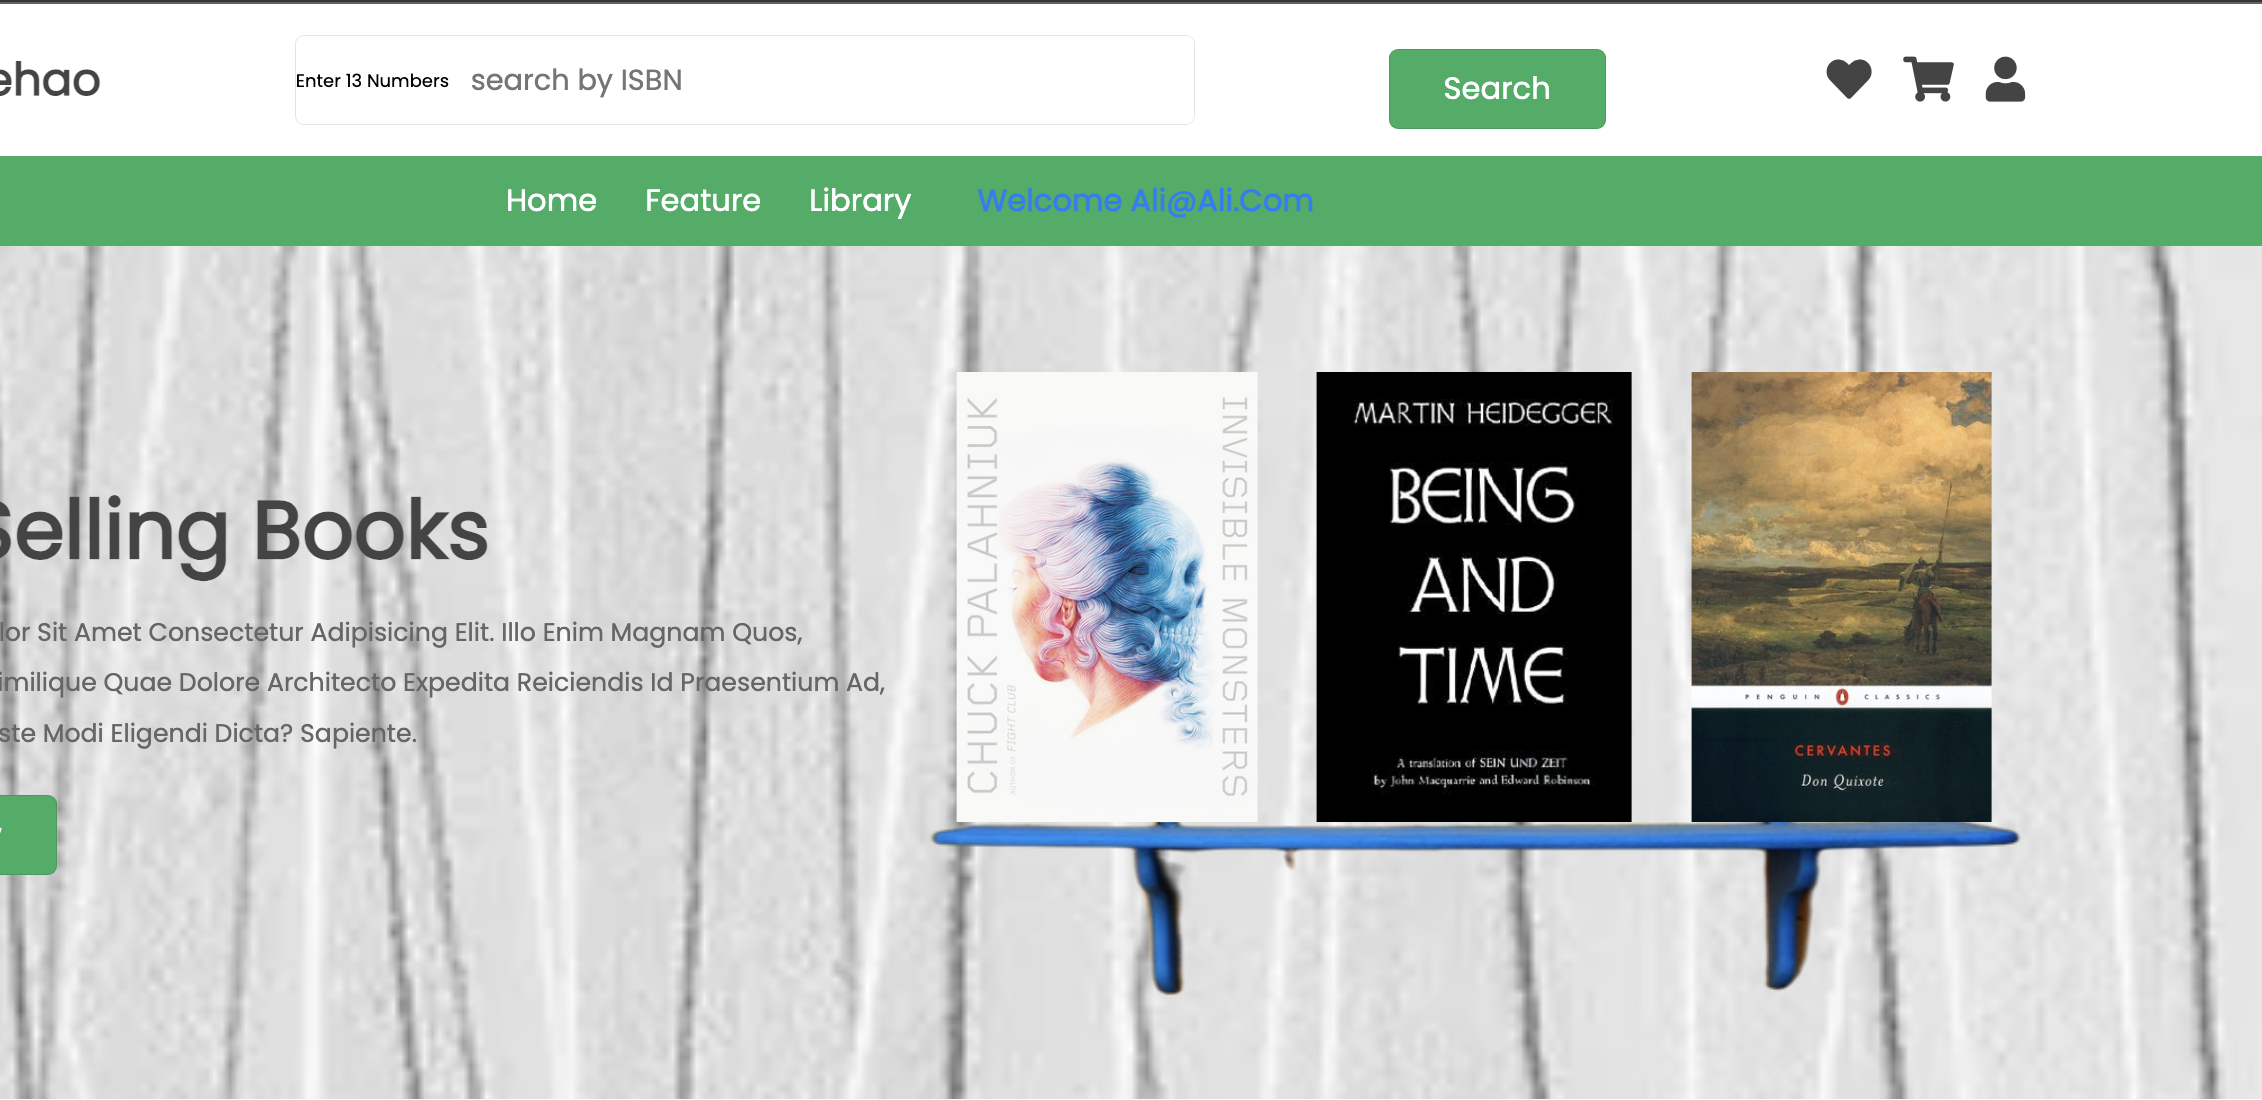 ehao
Enter 13 Numbers search by ISBN
Search
Home Feature Library Welcome Ali@Ali.Com
Selling Books
lor Sit Amet Consectetur Adipisicing Elit. Illo Enim Magnam Quos,
imilique Quae Dolore Architecto Expedita Reiciendis Id Praesentium Ad,
ste Modi Eligendi Dicta? Sapiente.
CHUCK PALAHNIUK
AUTHOR OF FIGHT CLUB
INVISIBLE MONSTERS
MARTIN HEIDEGGER
BEING
AND
TIME
A translation of SEIN UND ZEIT
by John Macquarrie and Edward Robinson
PENGUIN CLASSICS
CERVANTES
Don Quixote